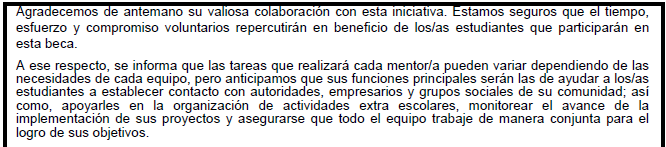 Agradecemos de antemano su valiosa colaboración con esta iniciativa. Estamos seguros que el tiempo,
esfuerzo y compromiso voluntarios repercutirán en beneficio de los/as estudiantes que participarán en
esta beca.
A ese respecto, se informa que las tareas que realizará cada mentor/a pueden variar dependiendo de las
necesidades de cada equipo, pero anticipamos que sus funciones principales serán las de ayudar a los/as
estudiantes a establecer contacto con autoridades, empresarios y grupos sociales de su comunidad; así
como, apoyarles en la organización de actividades extra escolares, monitorear el avance de la
implementación de sus proyectos y asegurarse que todo el equipo trabaje de manera conjunta para el
logro de sus objetivos.